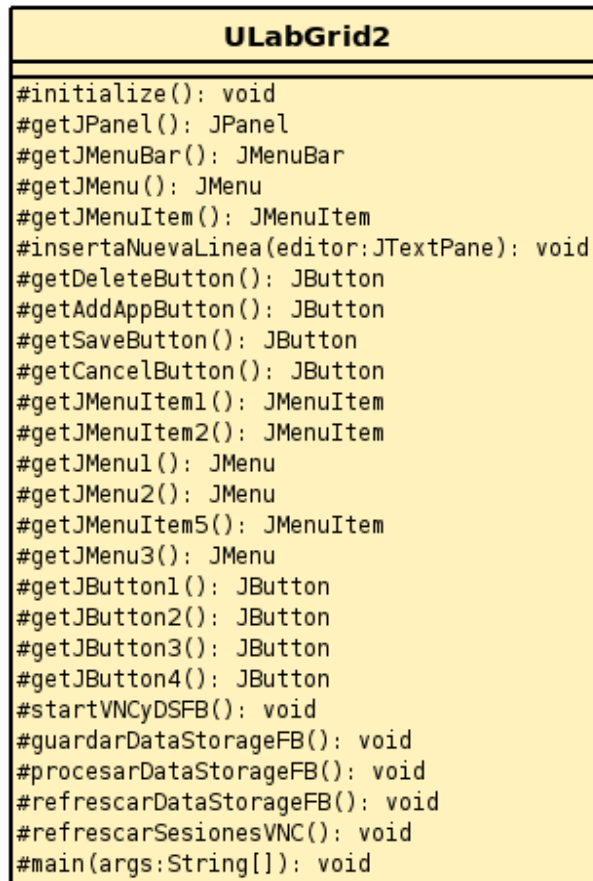 ULabGrid2
#initialize(): void
#getJPanel(): JPanel
#getJMenuBar(): JMenuBar
#getJMenu(): JMenu
#getJMenuItem(): JMenuItem
#insertaNuevaLinea(editor:JTextPane): void
#getDeleteButton(): JButton
#getAddAppButton(): JButton
#getSaveButton(): JButton
#getCancelButton(): JButton
#getJMenuItem1(): JMenuItem
#getJMenuItem2(): JMenuItem
#getJMenu1(): JMenu
#getJMenu2(): JMenu
#getJMenuItem5(): JMenuItem
#getJMenu3(): JMenu
#getJButton1(): JButton
#getJButton2(): JButton
#getJButton3(): JButton
#getJButton4(): JButton
#startVNCyDSFB(): void
#guardarDataStorageFB(): void
#procesarDataStorageFB(): void
#refrescarDataStorageFB(): void
#refrescarSesionesVNC(): void
#main(args:String[]): void